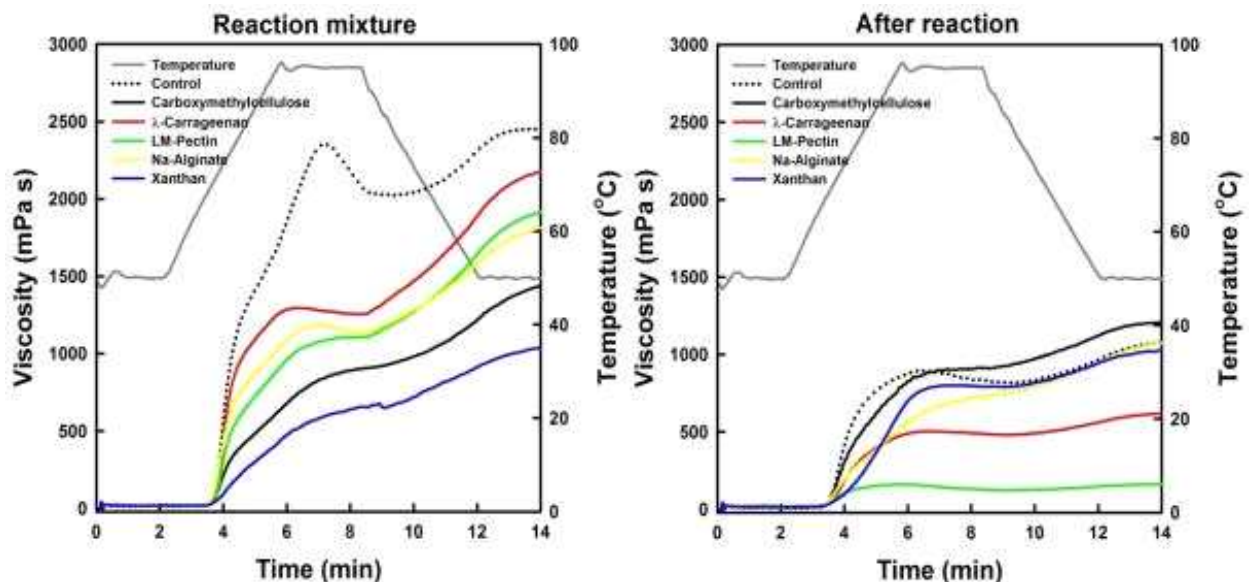 Reaction mixture
3000
2500
2000
1500
1000
500
0
Viscosity (mPa s)
Temperature
Control
Carboxymethylcellulose
λ-Carrageenan
LM-Pectin
Na-Alginate
Xanthan
100
80
60
40
20
0
Temperature (°C)
0 2 4 6 8 10 12 14
Time (min)
After reaction
3000
2500
2000
1500
1000
500
0
Viscosity (mPa s)
Temperature
Control
Carboxymethylcellulose
λ-Carrageenan
LM-Pectin
Na-Alginate
Xanthan
100
80
60
40
20
0
Temperature (°C)
0 2 4 6 8 10 12 14
Time (min)